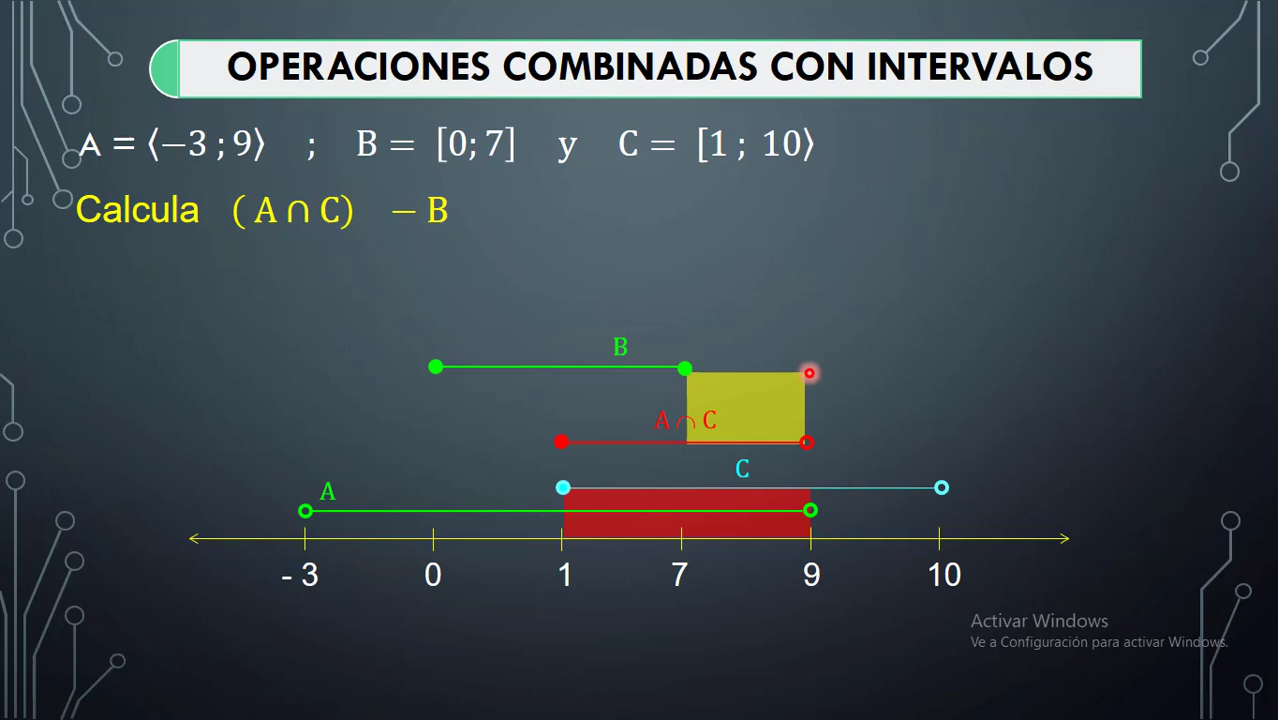 OPERACIONES COMBINADAS CON INTERVALOS
A = ⟨−3 ; 9⟩ ; B = [0; 7] y C = [1 ; 10⟩
Calcula ( A ∩ C) − B
B
A ∩ C
C
A
- 3 0 1 7 9 10
Activar Windows
Ve a Configuración para activar Windows.